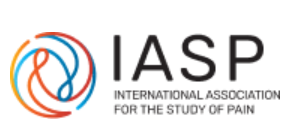 IASP
INTERNATIONAL ASSOCIATION
FOR THE STUDY OF PAIN